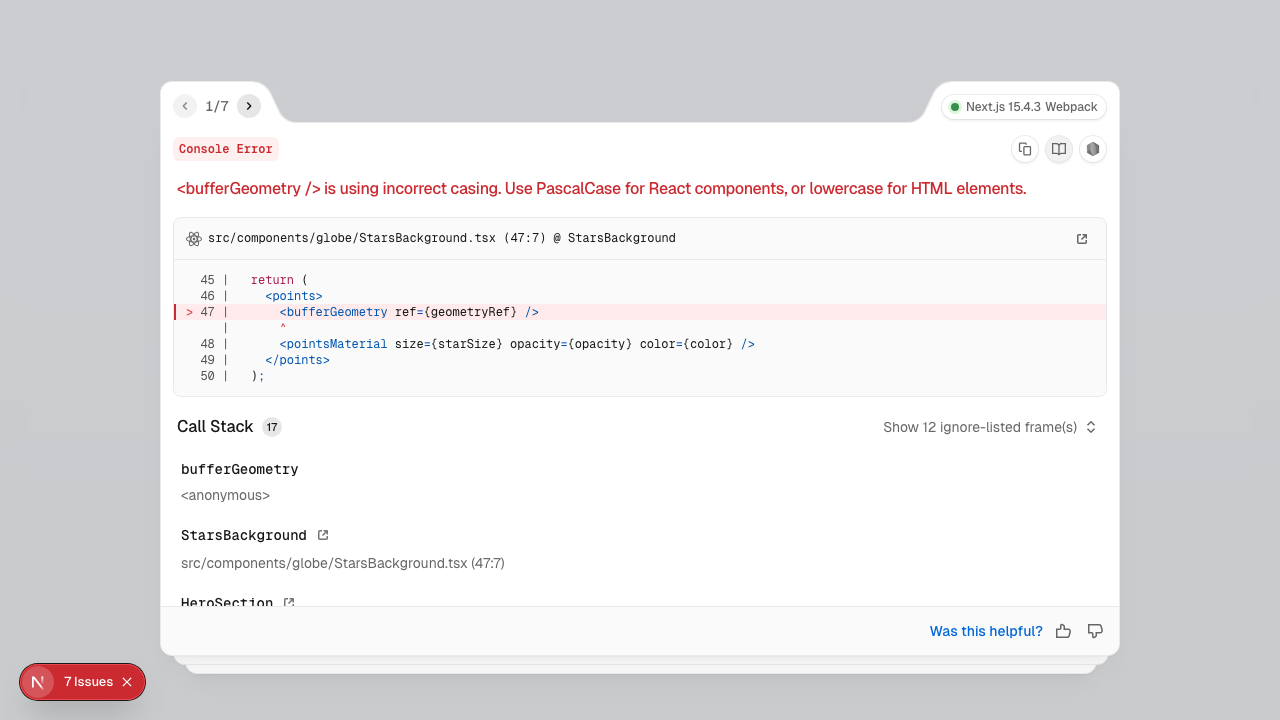 1/7
Next.js 15.4.3 Webpack
Console Error
<bufferGeometry /> is using incorrect casing. Use PascalCase for React components, or lowercase for HTML elements.
src/components/globe/StarsBackground.tsx (47:7) @ StarsBackground
45 |   return (
46 |     <points>
> 47 |       <bufferGeometry ref={geometryRef} />
|       ^
48 |       <pointsMaterial size={starSize} opacity={opacity} color={color} />
49 |     </points>
50 |   );
Call Stack 17
Show 12 ignore-listed frame(s)
bufferGeometry
<anonymous>
StarsBackground
src/components/globe/StarsBackground.tsx (47:7)
HeroSection
Was this helpful?
N 7 Issues